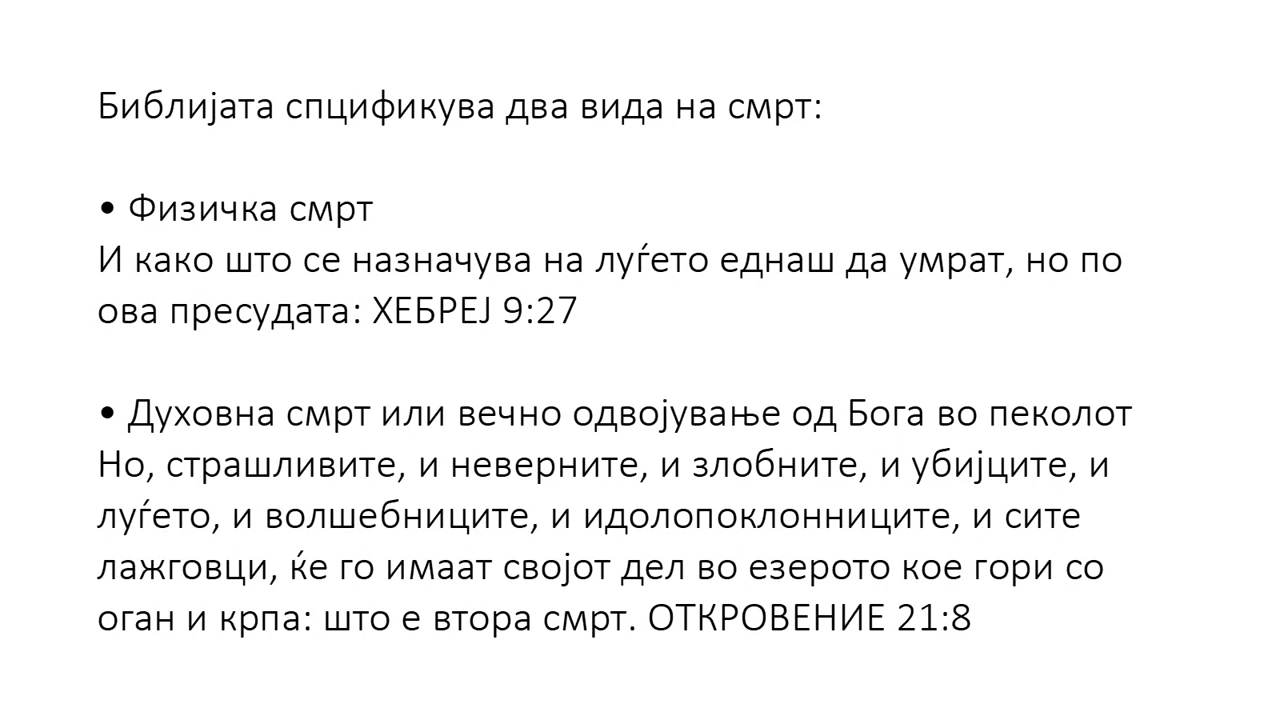 Библијата спцификува два вида на смрт:
• Физичка смрт
И како што се назначува на луѓето еднаш да умрат, но по
ова пресудата: ХЕБРЕЈ 9:27
• Духовна смрт или вечно одвојување од Бога во пеколот
Но, страшливите, и неверните, и злобните, и убијците, и
луѓето, и волшебниците, и идолопоклонниците, и сите
лажговци, ќе го имаат својот дел во езерото кое гори со
оган и крпа: што е втора смрт. ОТКРОВЕНИЕ 21:8